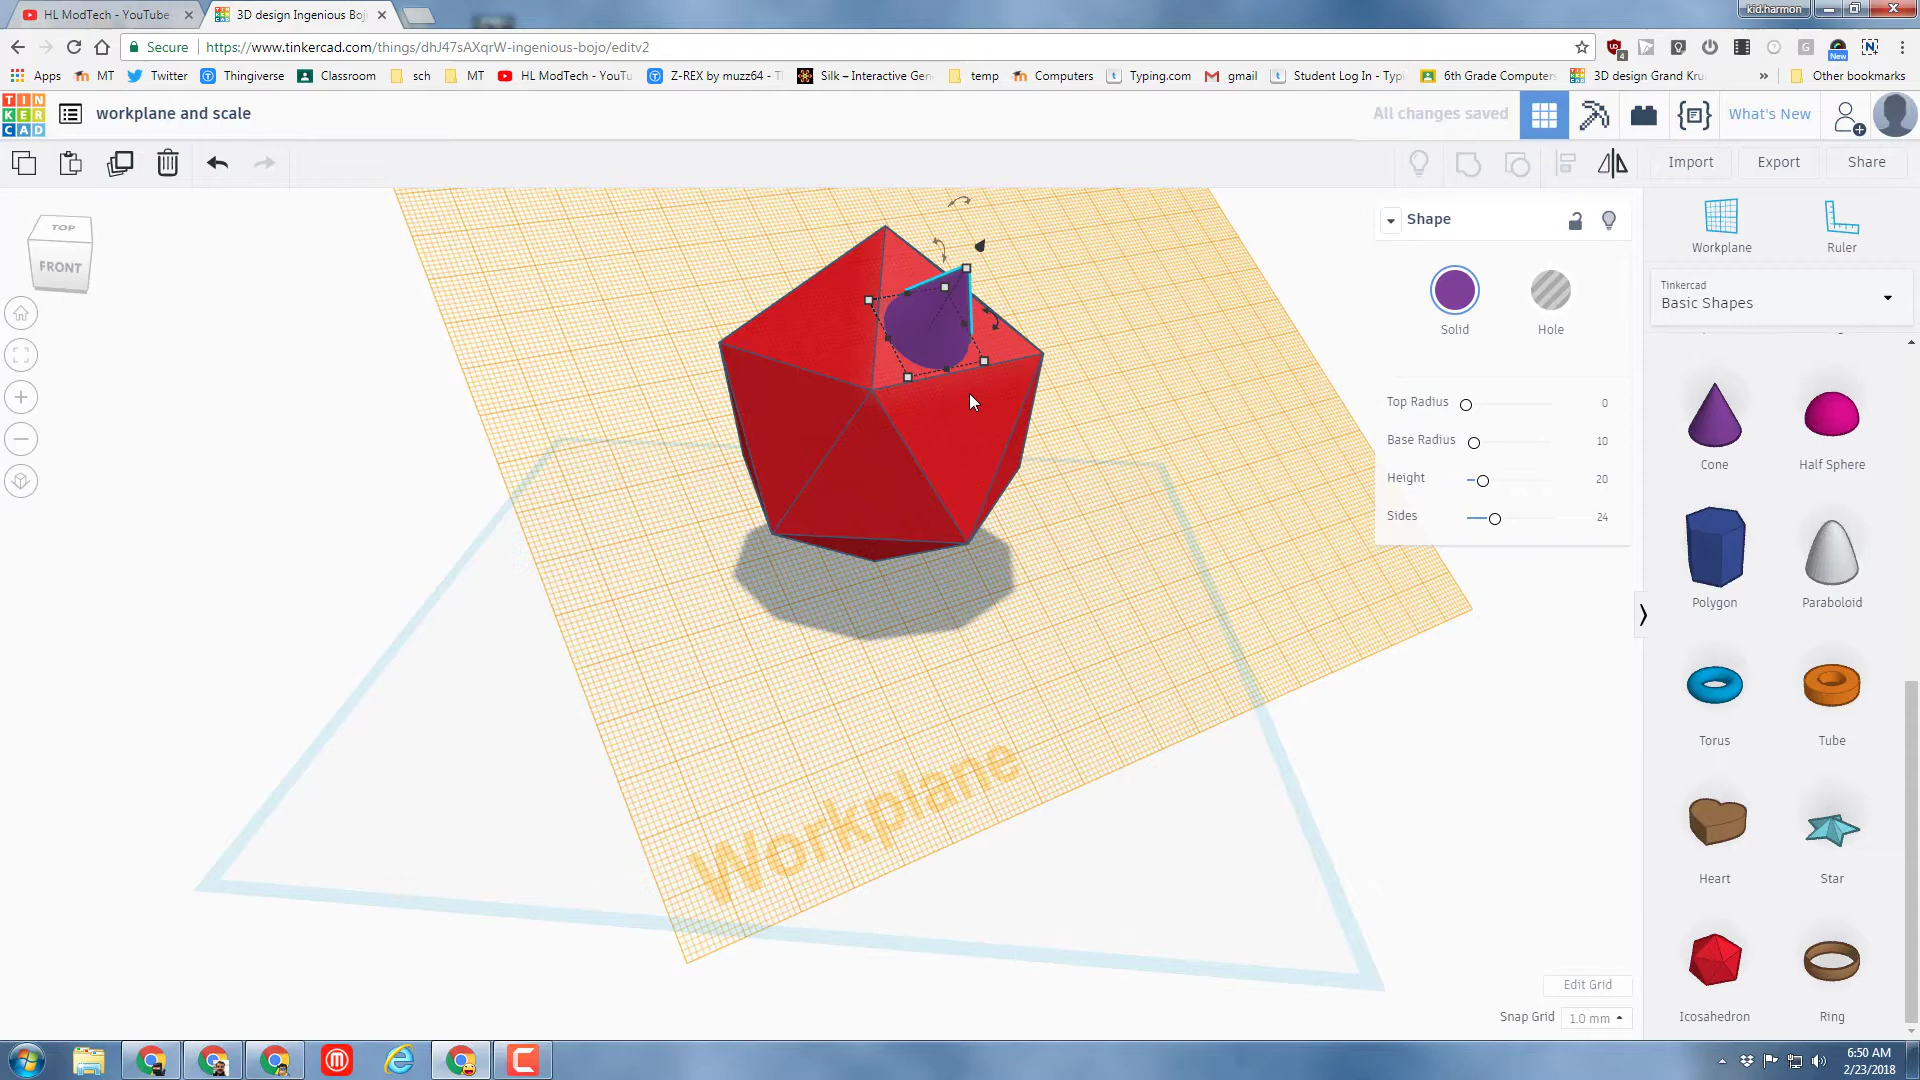 HL ModTech - YouTube
3D design Ingenious Boj
kid.harmon
Secure
https://www.tinkercad.com/things/dhJ47sAXqrW-ingenious-bojo/editv2
4
New
Apps
MT
Twitter
Thingiverse
Classroom
sch
MT
HL ModTech - YouTu
Z-REX by muzz64 - T
Silk – Interactive Gen
temp
Computers
Typing.com
gmail
Student Log In - Typi
6th Grade Computers
3D design Grand Kru
»
Other bookmarks
TIN
KER
CAD
workplane and scale
All changes saved
What's New
Import
Export
Share
TOP
FRONT
Shape
Solid
Hole
Top Radius 0
Base Radius 10
Height 20
Sides 24
Workplane
Ruler
Tinkercad
Basic Shapes
Cone
Half Sphere
Polygon
Paraboloid
Torus
Tube
Heart
Star
Icosahedron
Ring
Workplane
Edit Grid
Snap Grid 1.0 mm
6:50 AM
2/23/2018